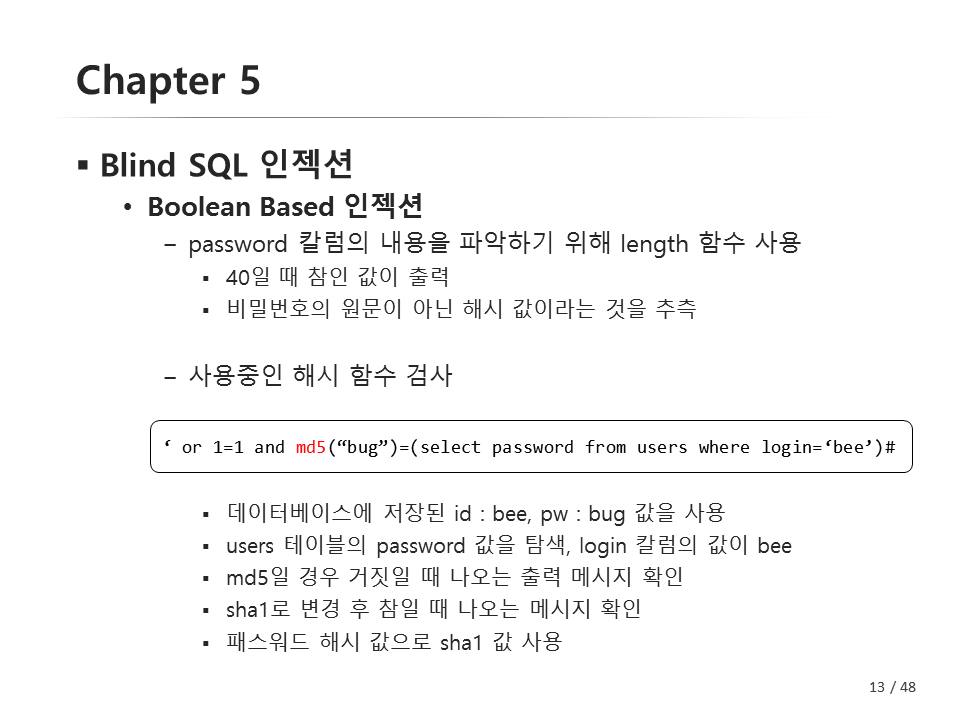 Chapter 5
▪ Blind SQL 인젝션
• Boolean Based 인젝션
– password 칼럼의 내용을 파악하기 위해 length 함수 사용
▪ 40일 때 참인 값이 출력
▪ 비밀번호의 원문이 아닌 해시 값이라는 것을 추측
– 사용중인 해시 함수 검사
‘ or 1=1 and md5(“bug”)=(select password from users where login=‘bee’)#
▪ 데이터베이스에 저장된 id : bee, pw : bug 값을 사용
▪ users 테이블의 password 값을 탐색, login 칼럼의 값이 bee
▪ md5일 경우 거짓일 때 나오는 출력 메시지 확인
▪ sha1로 변경 후 참일 때 나오는 메시지 확인
▪ 패스워드 해시 값으로 sha1 값 사용
13 / 48